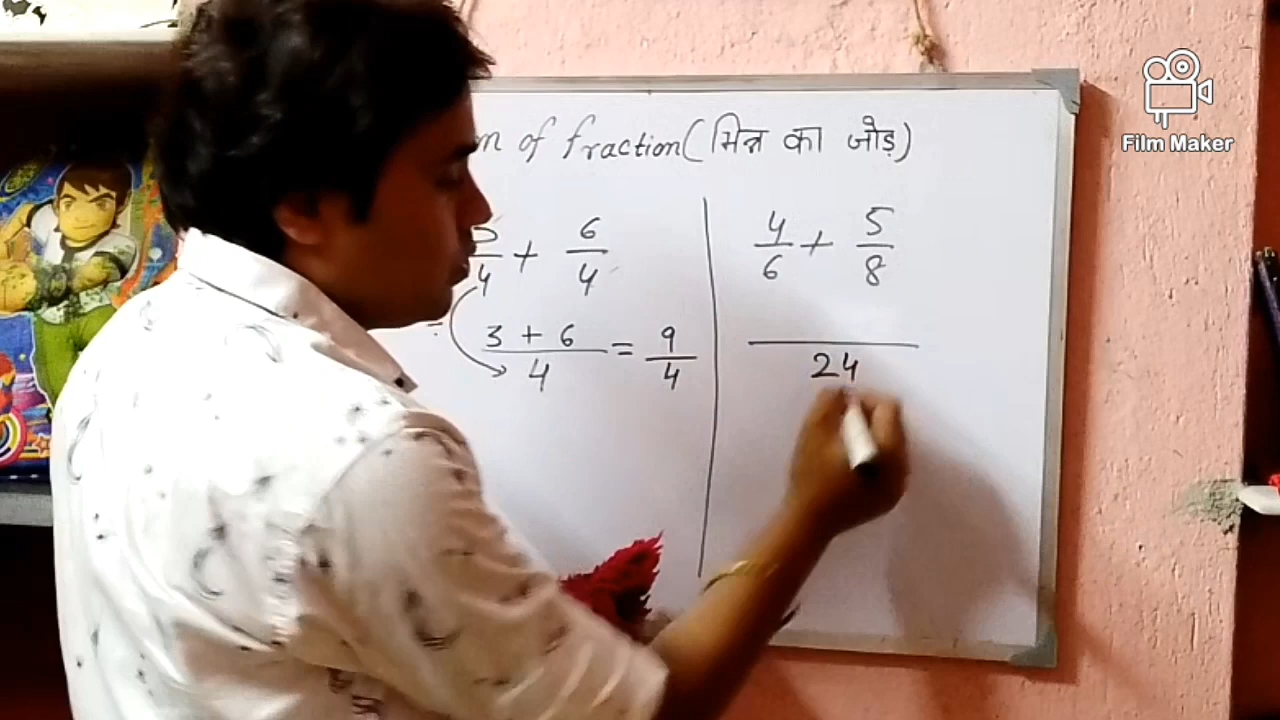 of fraction (भिन्न का जोड़)
+ 6/4
= (3 + 6)/4 = 9/4
4/6 + 5/8
24
Film Maker